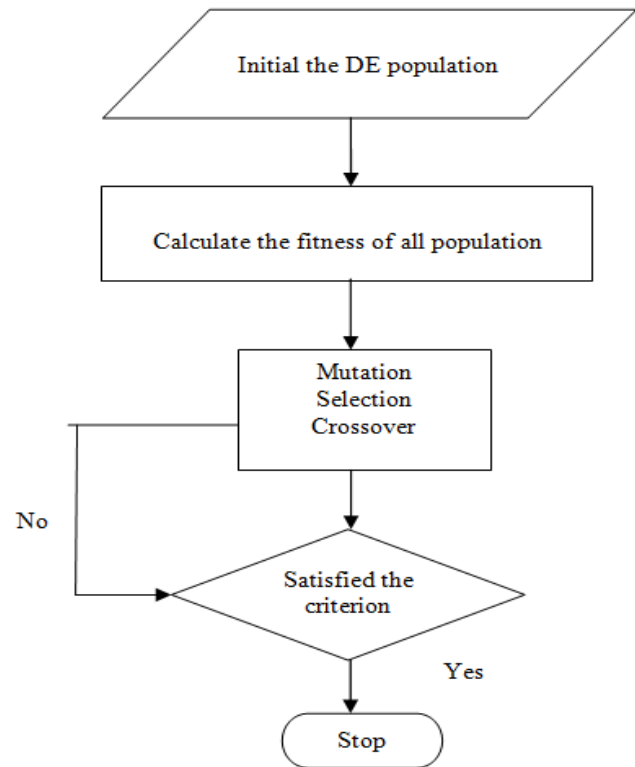 Initial the DE population
Calculate the fitness of all population
Mutation
Selection
Crossover
No
Satisfied the
criterion
Yes
Stop